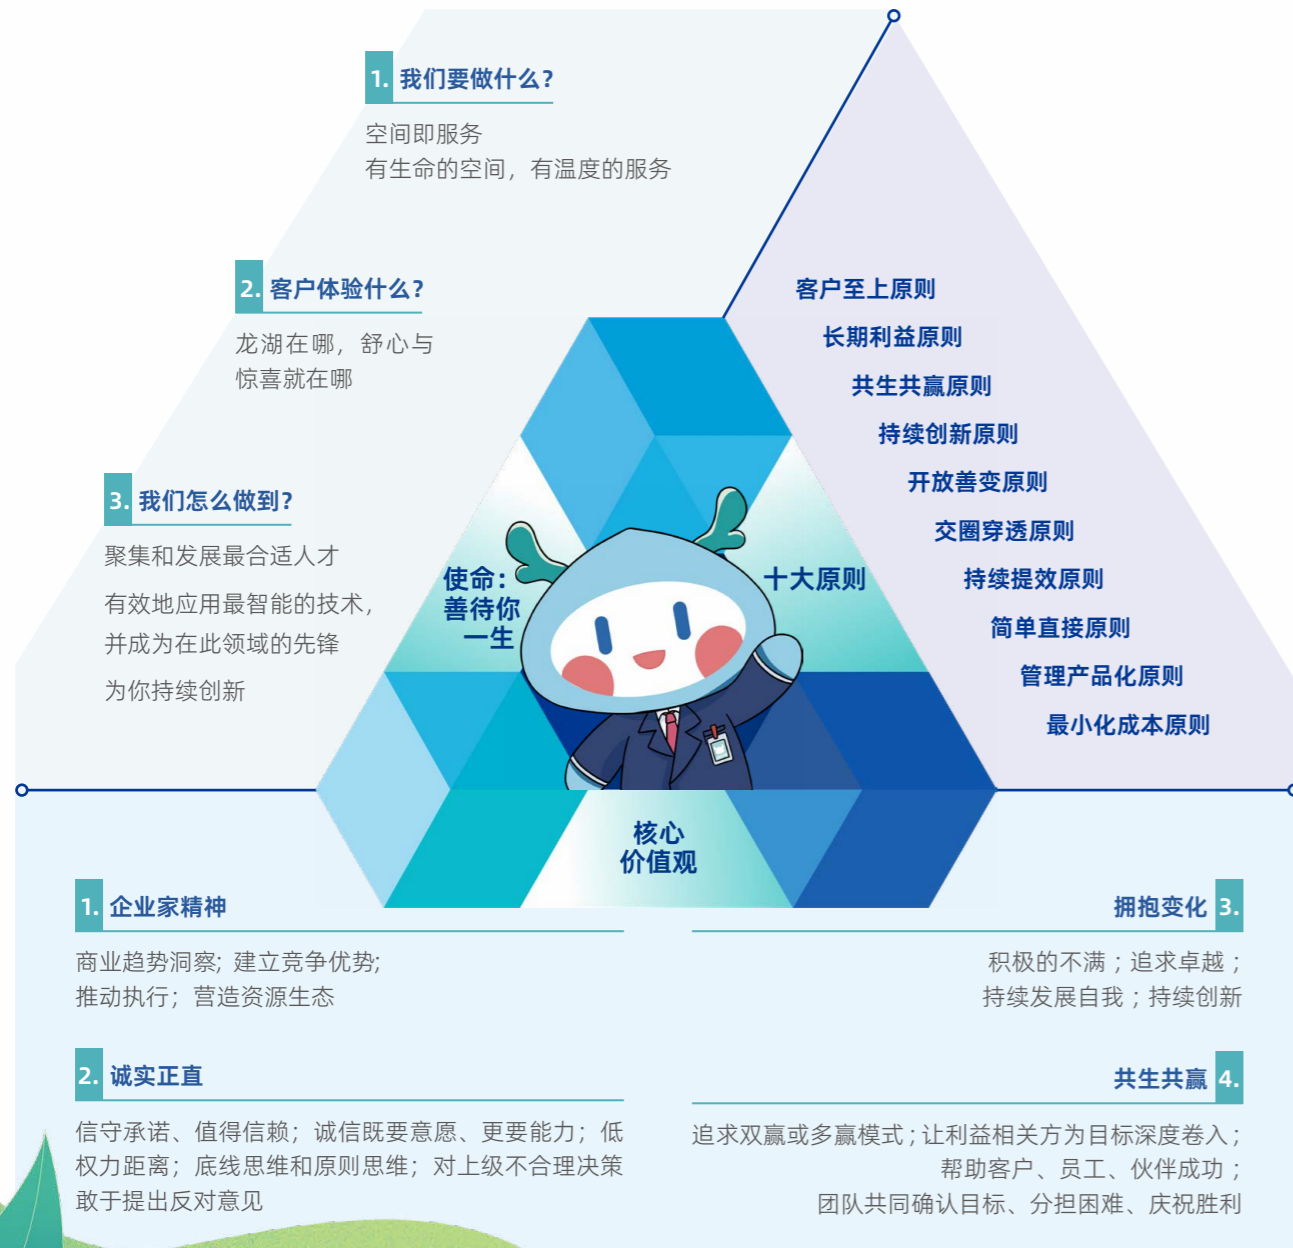 1. 我们要做什么?
空间即服务
有生命的空间，有温度的服务
2. 客户体验什么?
龙湖在哪，舒心与
惊喜就在哪
3. 我们怎么做到?
聚集和发展最合适人才
有效地应用最智能的技术，
并成为在此领域的先锋
为你持续创新
使命：
善待你
一生
十大原则
客户至上原则
长期利益原则
共生共赢原则
持续创新原则
开放善变原则
交圈穿透原则
持续提效原则
简单直接原则
管理产品化原则
最小化成本原则
核心
价值观
1. 企业家精神
商业趋势洞察; 建立竞争优势;
推动执行；营造资源生态
2. 诚实正直
信守承诺、值得信赖；诚信既要意愿、更要能力；低
权力距离；底线思维和原则思维；对上级不合理决策
敢于提出反对意见
拥抱变化 3.
积极的不满；追求卓越；
持续发展自我；持续创新
共生共赢 4.
追求双赢或多赢模式；让利益相关方为目标深度卷入；
帮助客户、员工、伙伴成功；
团队共同确认目标、分担困难、庆祝胜利